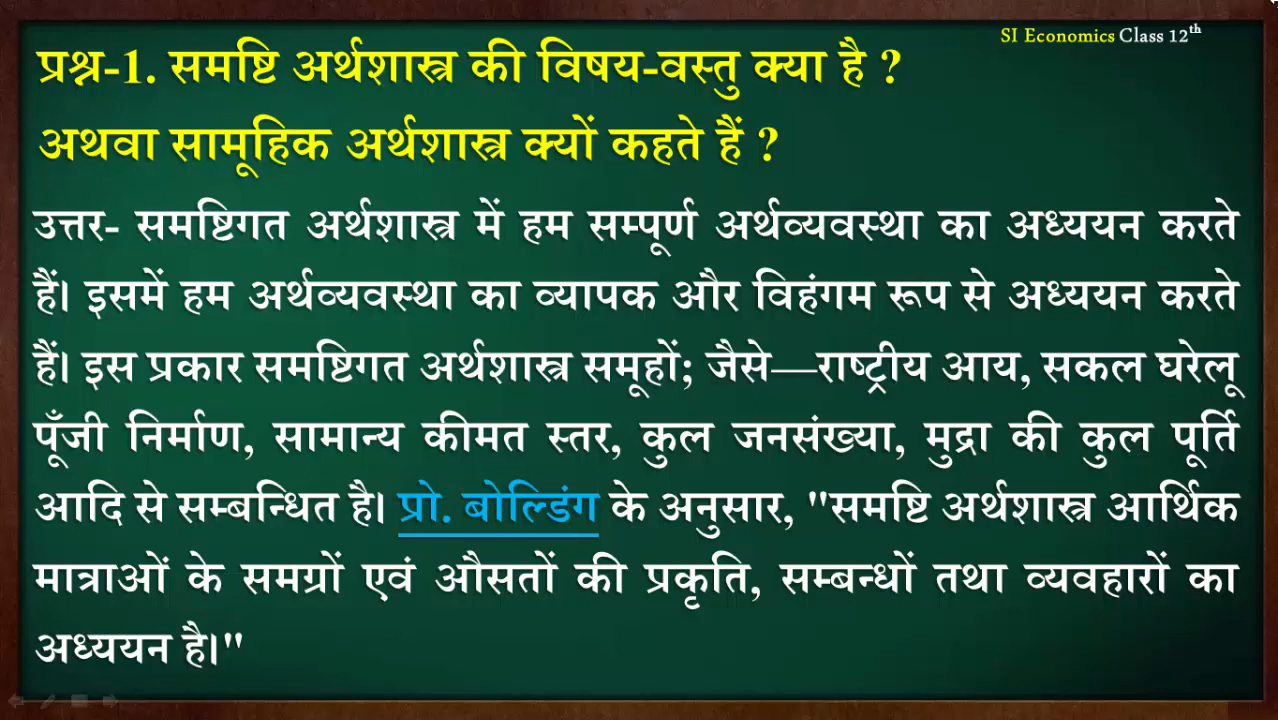 SI Economics Class 12th
प्रश्न-1. समष्टि अर्थशास्त्र की विषय-वस्तु क्या है ?
अथवा सामूहिक अर्थशास्त्र क्यों कहते हैं ?
उत्तर- समष्टिगत अर्थशास्त्र में हम सम्पूर्ण अर्थव्यवस्था का अध्ययन करते
हैं। इसमें हम अर्थव्यवस्था का व्यापक और विहंगम रूप से अध्ययन करते
हैं। इस प्रकार समष्टिगत अर्थशास्त्र समूहों; जैसे—राष्ट्रीय आय, सकल घरेलू
पूँजी निर्माण, सामान्य कीमत स्तर, कुल जनसंख्या, मुद्रा की कुल पूर्ति
आदि से सम्बन्धित है। प्रो. बोल्डिंग के अनुसार, "समष्टि अर्थशास्त्र आर्थिक
मात्राओं के समग्रों एवं औसतों की प्रकृति, सम्बन्धों तथा व्यवहारों का
अध्ययन है।"